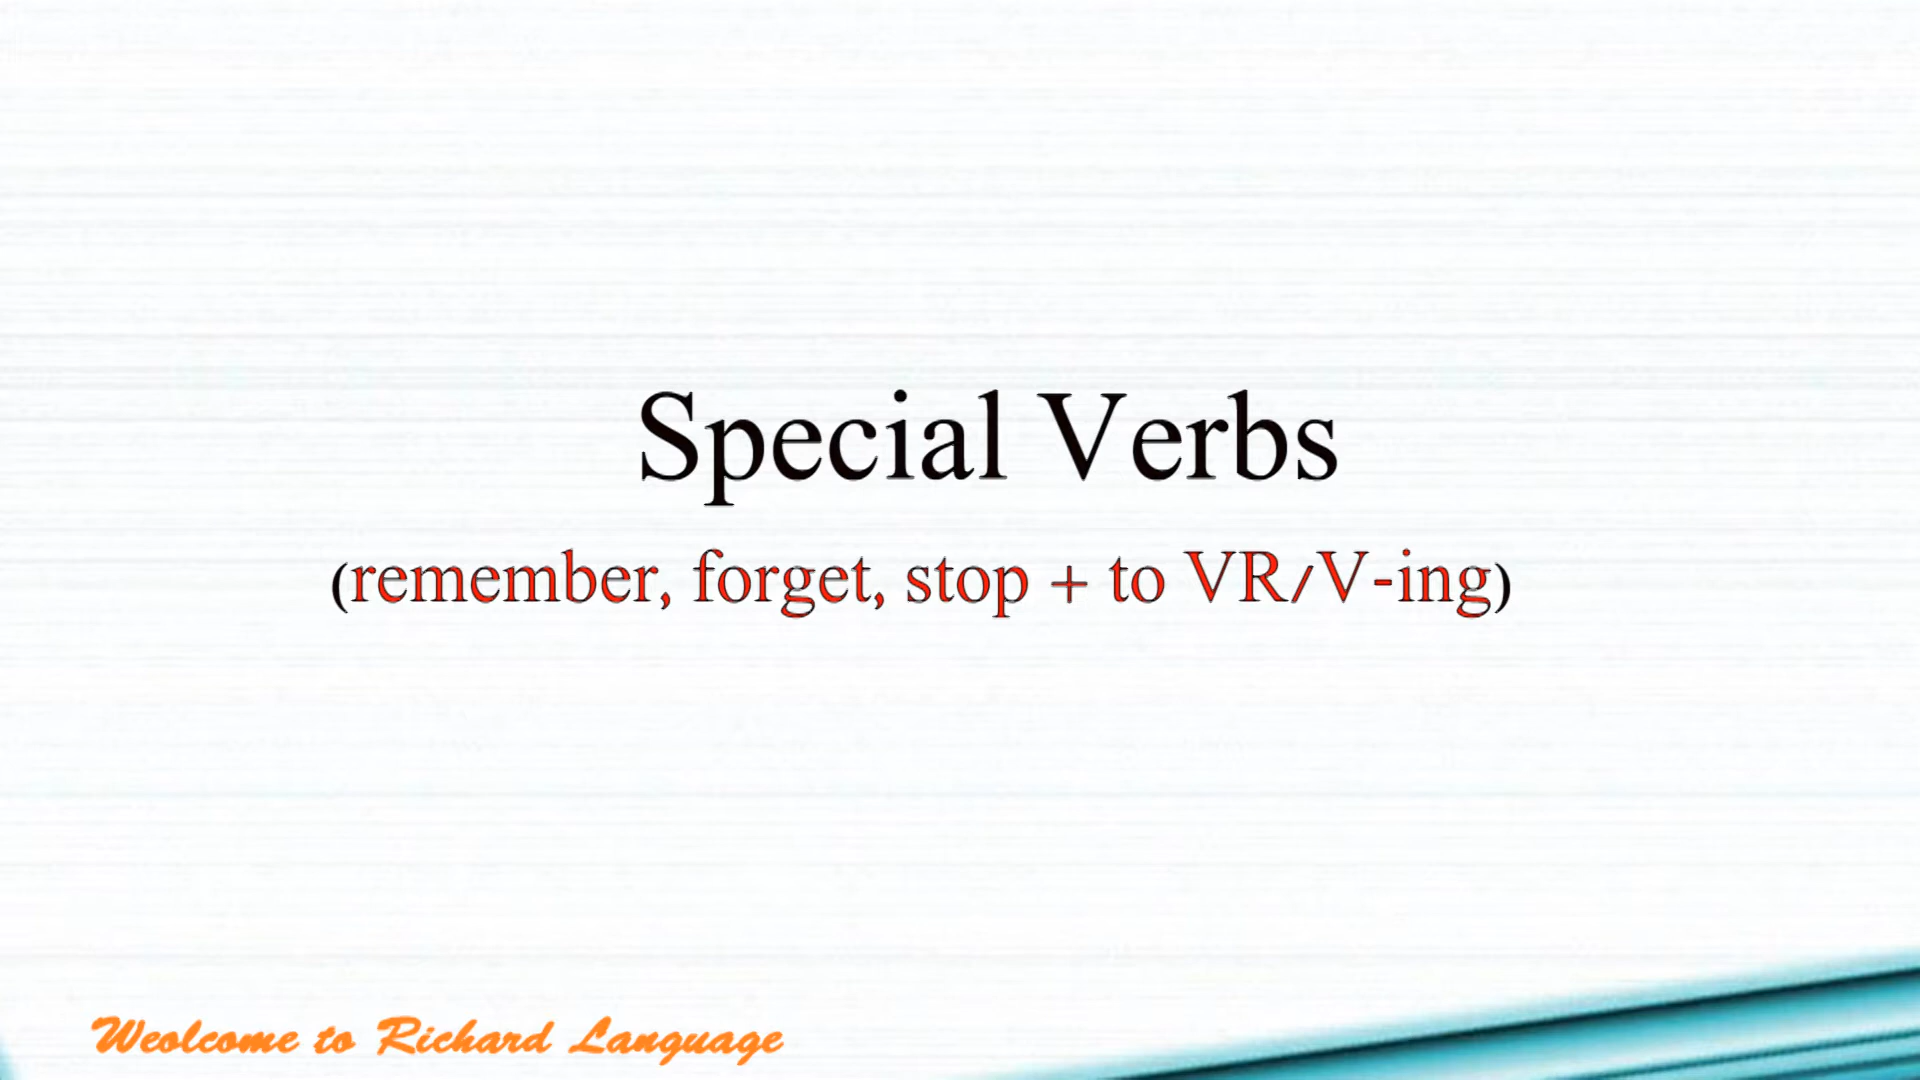 Special Verbs
(remember, forget, stop + to VR/V-ing)
Weolcome to Richard Language